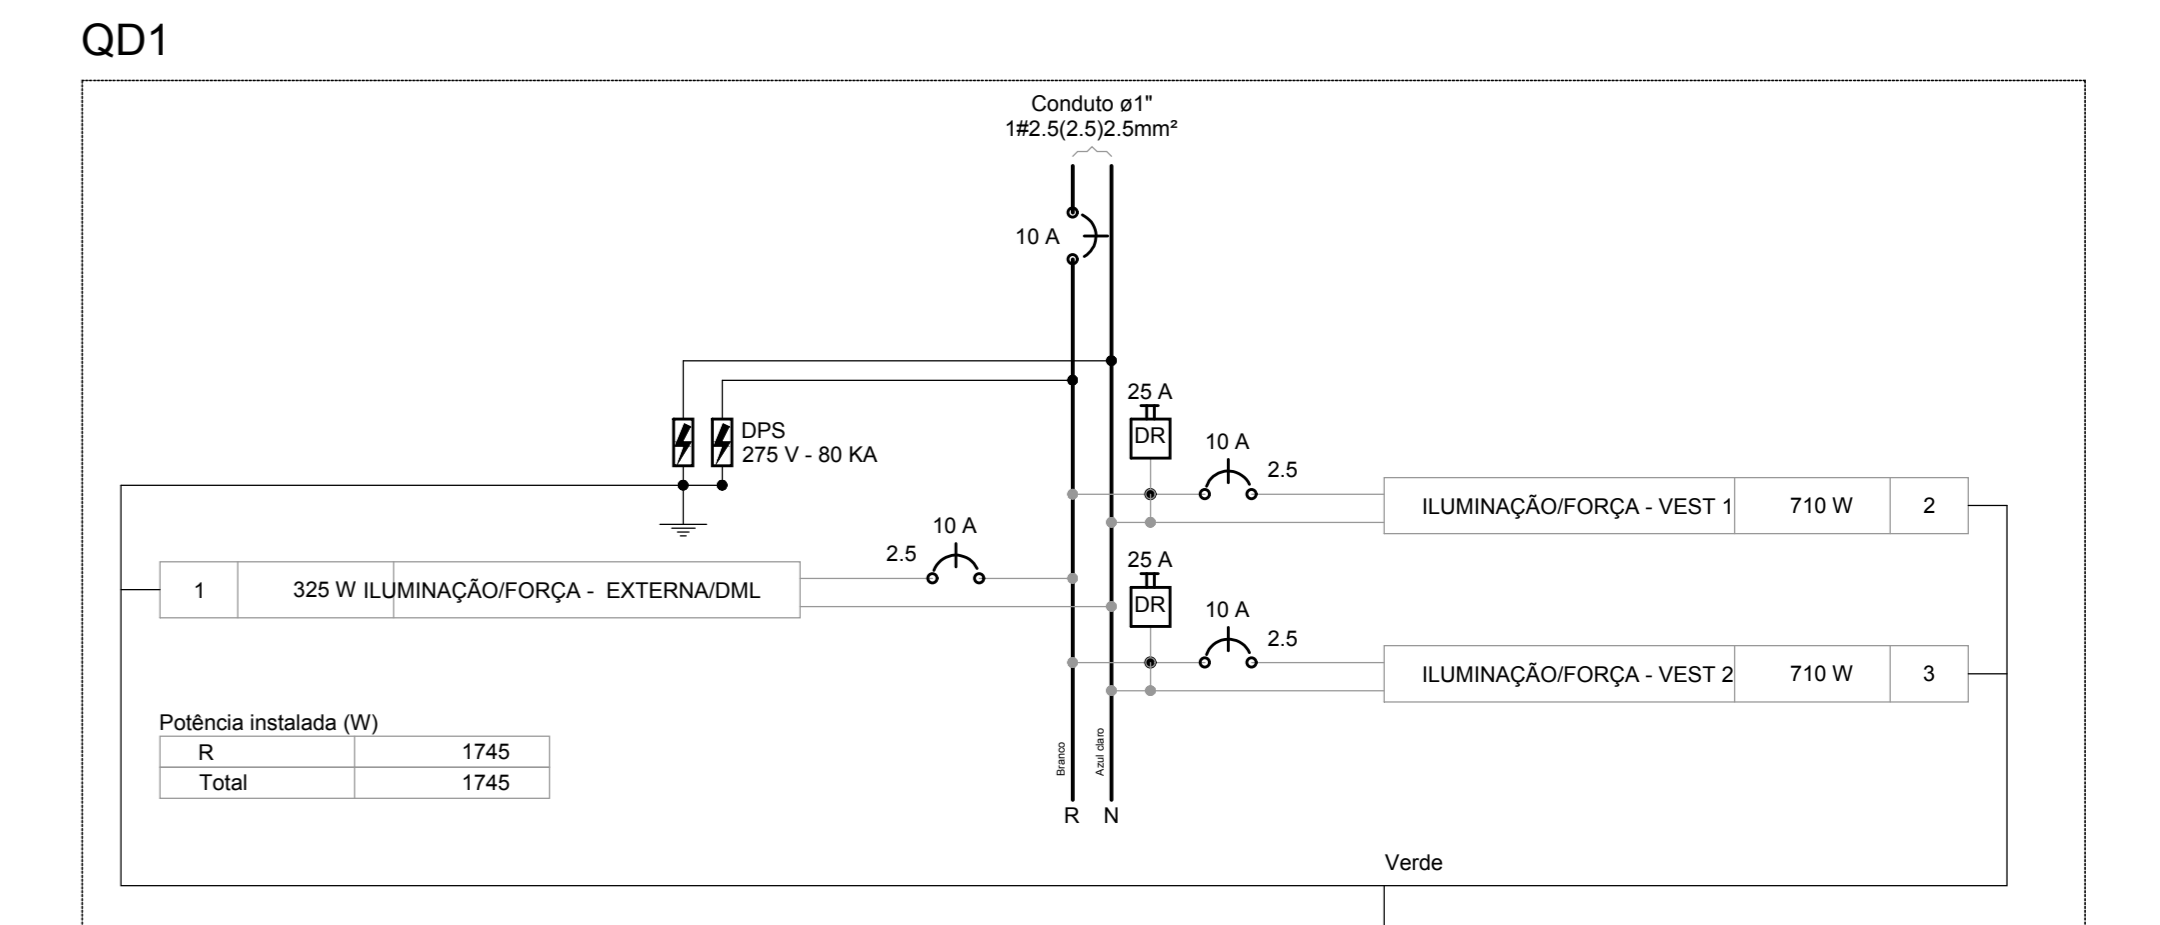 QD1
Conduto ø1"
1#2.5(2.5)2.5mm²
10 A
DPS
275 V - 80 KA
25 A
DR
10 A
2.5
ILUMINAÇÃO/FORÇA - VEST 1 710 W 2
10 A
2.5
1 325 W ILUMINAÇÃO/FORÇA - EXTERNA/DML
25 A
DR
10 A
2.5
ILUMINAÇÃO/FORÇA - VEST 2 710 W 3
Potência instalada (W)
R 1745
Total 1745
Branco
Azul claro
R N
Verde